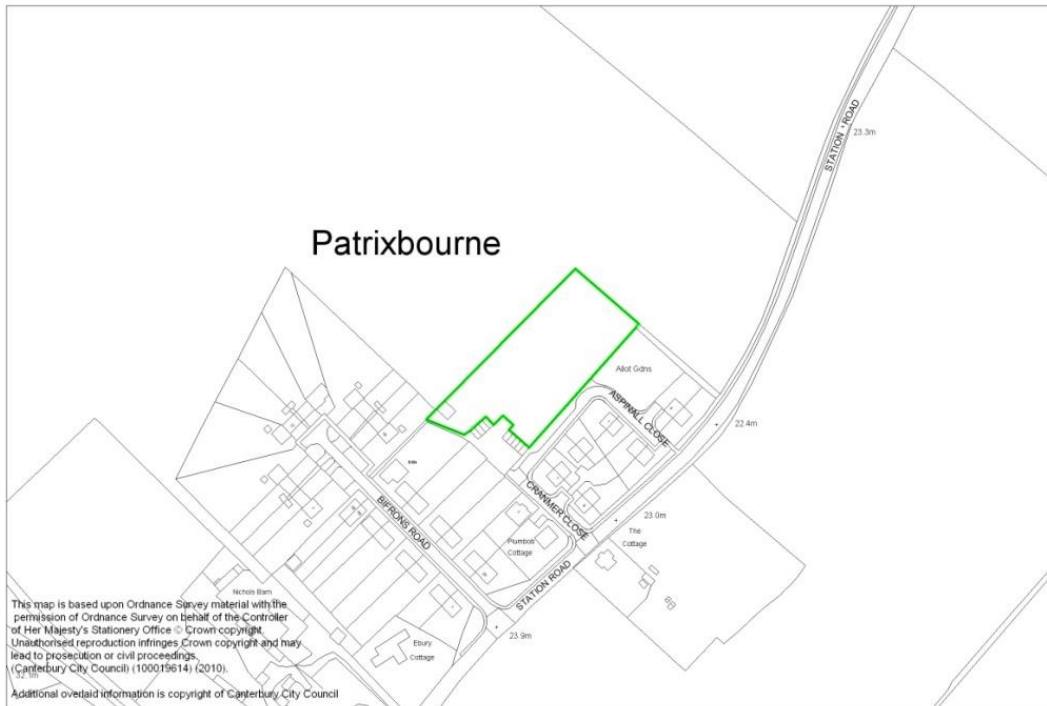 STATION ROAD
23.3m
Patrixbourne
Allot Gdns
ASPINALL CLOSE
22.4m
CRANMER CLOSE
BIFRONS ROAD
23.0m
The
Cottage
Plumbob
Cottage
STATION ROAD
Nichols Barn
23.9m
Ebury
Cottage
This map is based upon Ordnance Survey material with the
permission of Ordnance Survey on behalf of the Controller
of Her Majesty's Stationery Office © Crown copyright.
Unauthorised reproduction infringes Crown copyright and may
lead to prosecution or civil proceedings.
(Canterbury City Council) (100019614) (2010).
32.1m
Additional overlaid information is copyright of Canterbury City Council